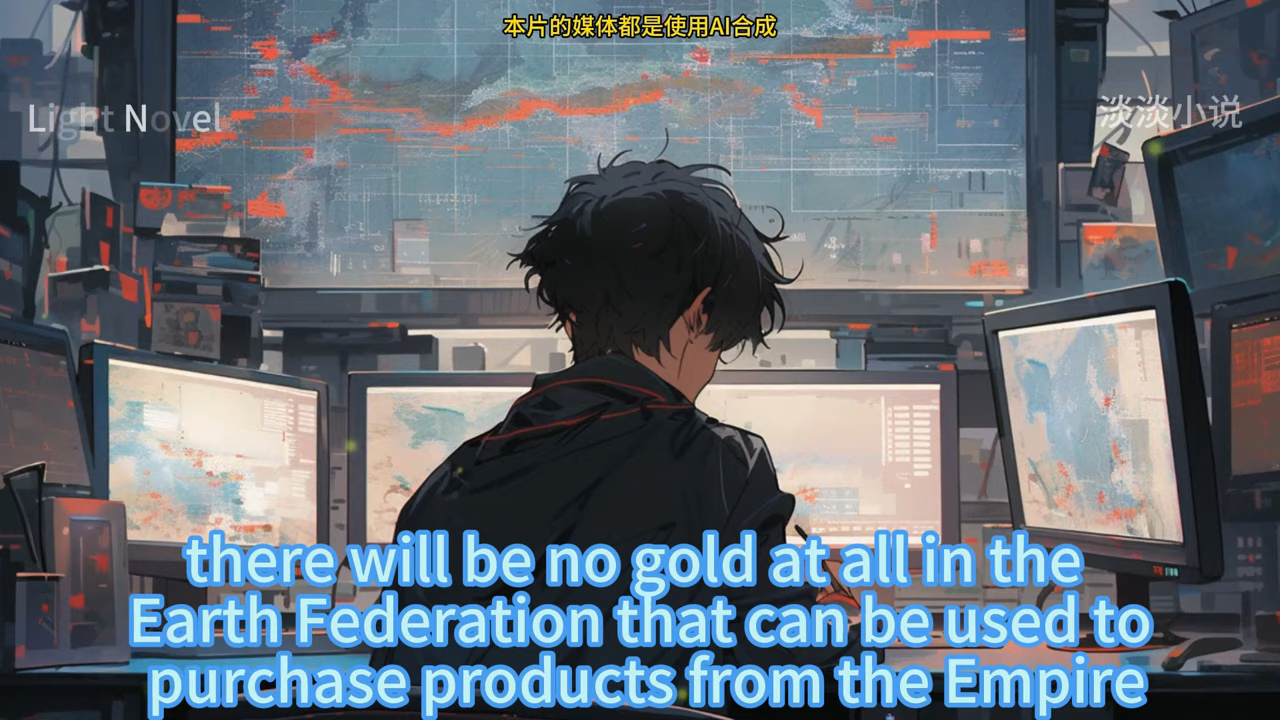 本片的媒体都是使用AI合成
Light Novel
淡淡小说
there will be no gold at all in the
Earth Federation that can be used to
purchase products from the Empire